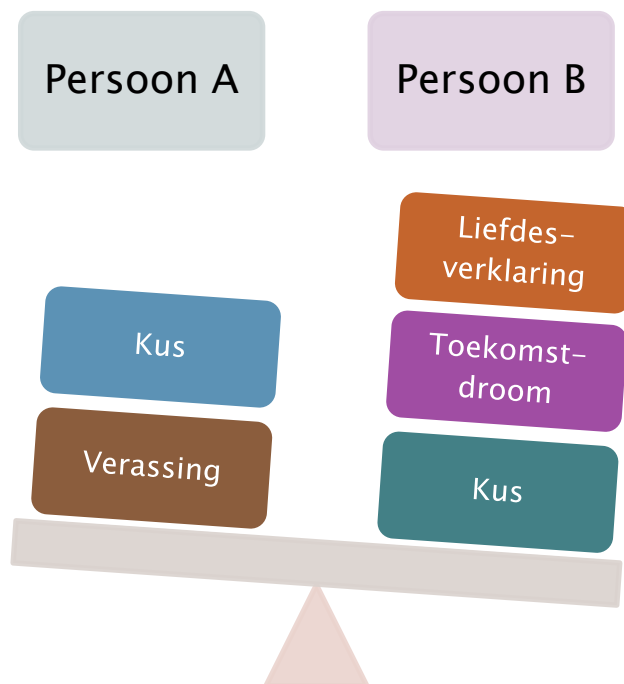 Persoon A
Persoon B
Liefdes-
verklaring
Kus
Toekomst-
droom
Verassing
Kus